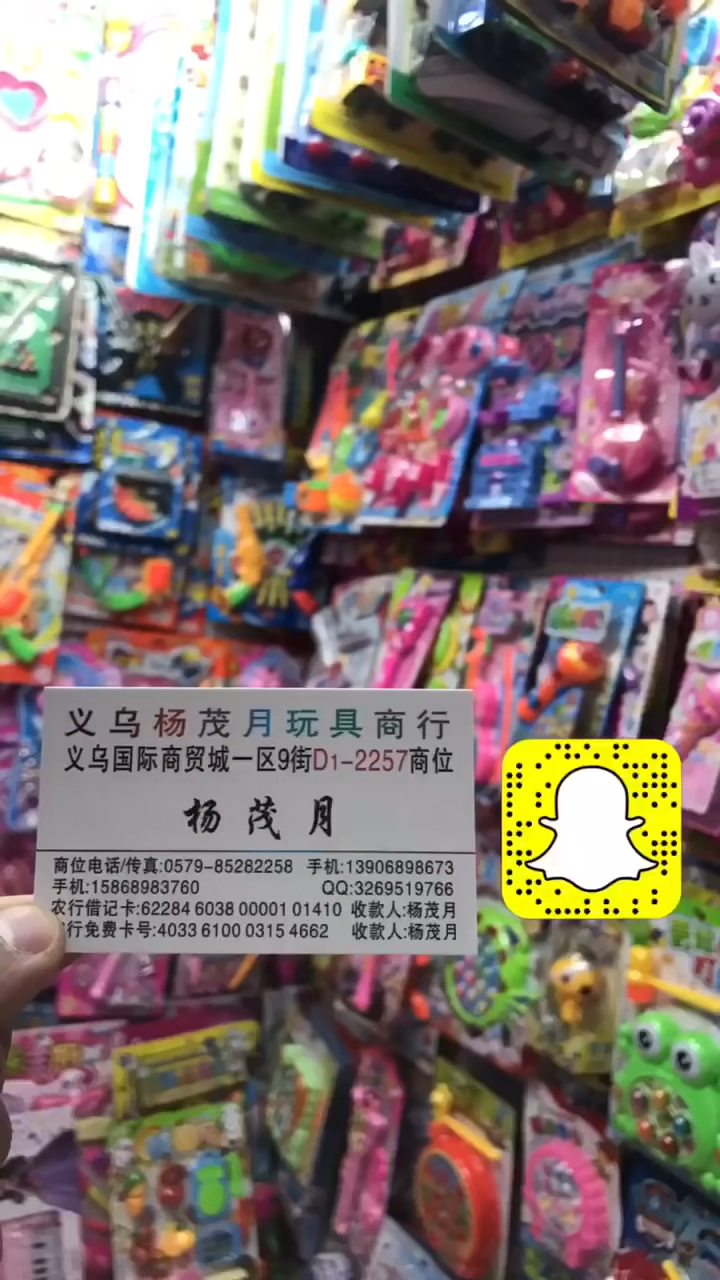 义乌杨茂月玩具商行
义乌国际商贸城一区9街D1-2257商位
杨茂月
商位电话/传真:0579-85282258 手机:13906898673
手机:15868983760 QQ:3269519766
农行借记卡:62284 6038 00001 01410 收款人:杨茂月
行免费卡号:4033 6100 0315 4662 收款人:杨茂月